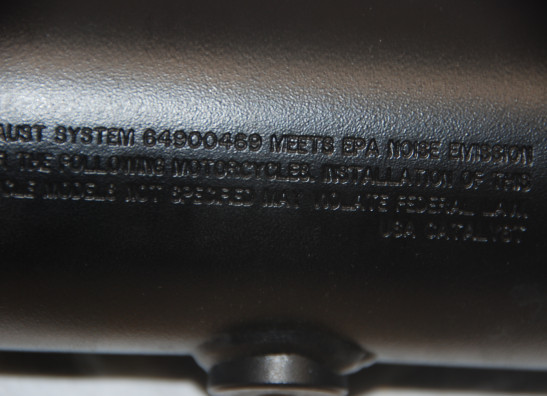 AUST SYSTEM 64900469 MEETS EPA NOISE EMISSION
R THE FOLLOWING MOTORCYCLES. INSTALLATION OF THIS
CLE MODELS NOT SPECIFIED MAY VIOLATE FEDERAL LAW.
USA CATALYST